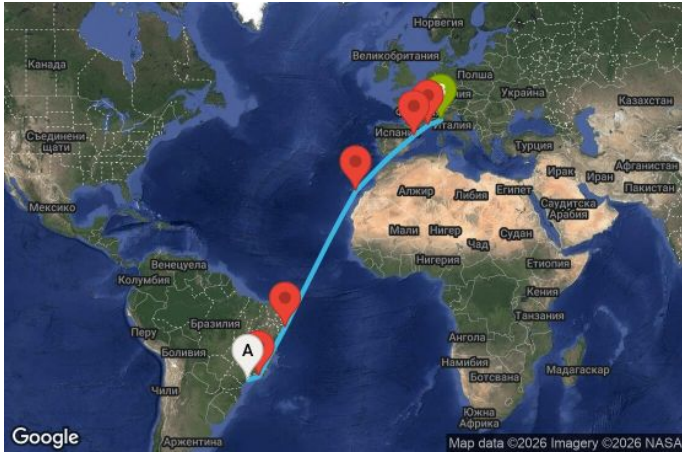 Норвегия
Канада
Великобритания
Полша
Украйна
Казахстан
Италия
Испани
Съединени
щати
Турция
Афганистан
Ирак
Иран
Пакистан
Алжир
Либия
Египет
Саудитска
Арабия
Мексико
Мали
Нигер
Судан
Чад
Венецуела
Нигерия
Етиопия
Колумбия
Кения
Бразилия
Танзания
Перу
Ангола
A
Боливия
Намибия
Мадагаскар
Ботсвана
Чили
Южна
Африка
Google
Аржентина
Map data ©2026 Imagery ©2026 NASA